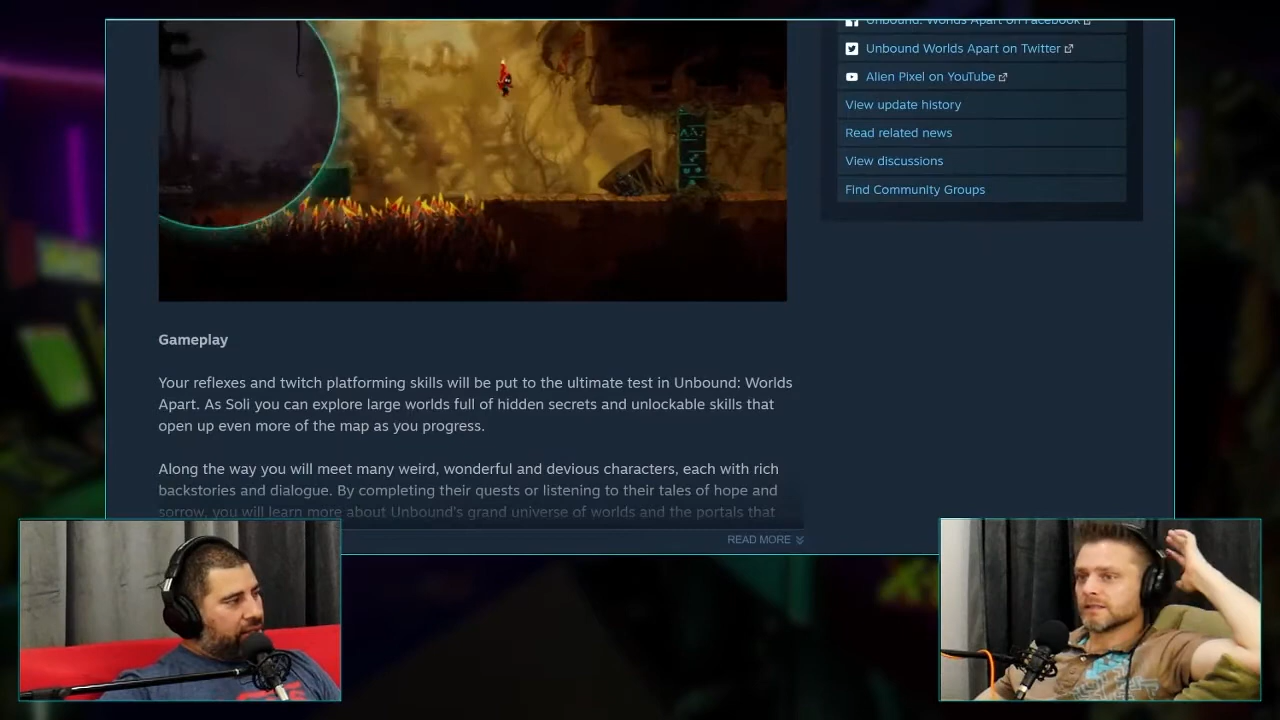 Unbound: Worlds Apart on Facebook
Unbound Worlds Apart on Twitter
Alien Pixel on YouTube
View update history
Read related news
View discussions
Find Community Groups
Gameplay
Your reflexes and twitch platforming skills will be put to the ultimate test in Unbound: Worlds
Apart. As Soli you can explore large worlds full of hidden secrets and unlockable skills that
open up even more of the map as you progress.
Along the way you will meet many weird, wonderful and devious characters, each with rich
backstories and dialogue. By completing their quests or listening to their tales of hope and
sorrow, you will learn more about Unbound's grand universe of worlds and the portals that
READ MORE